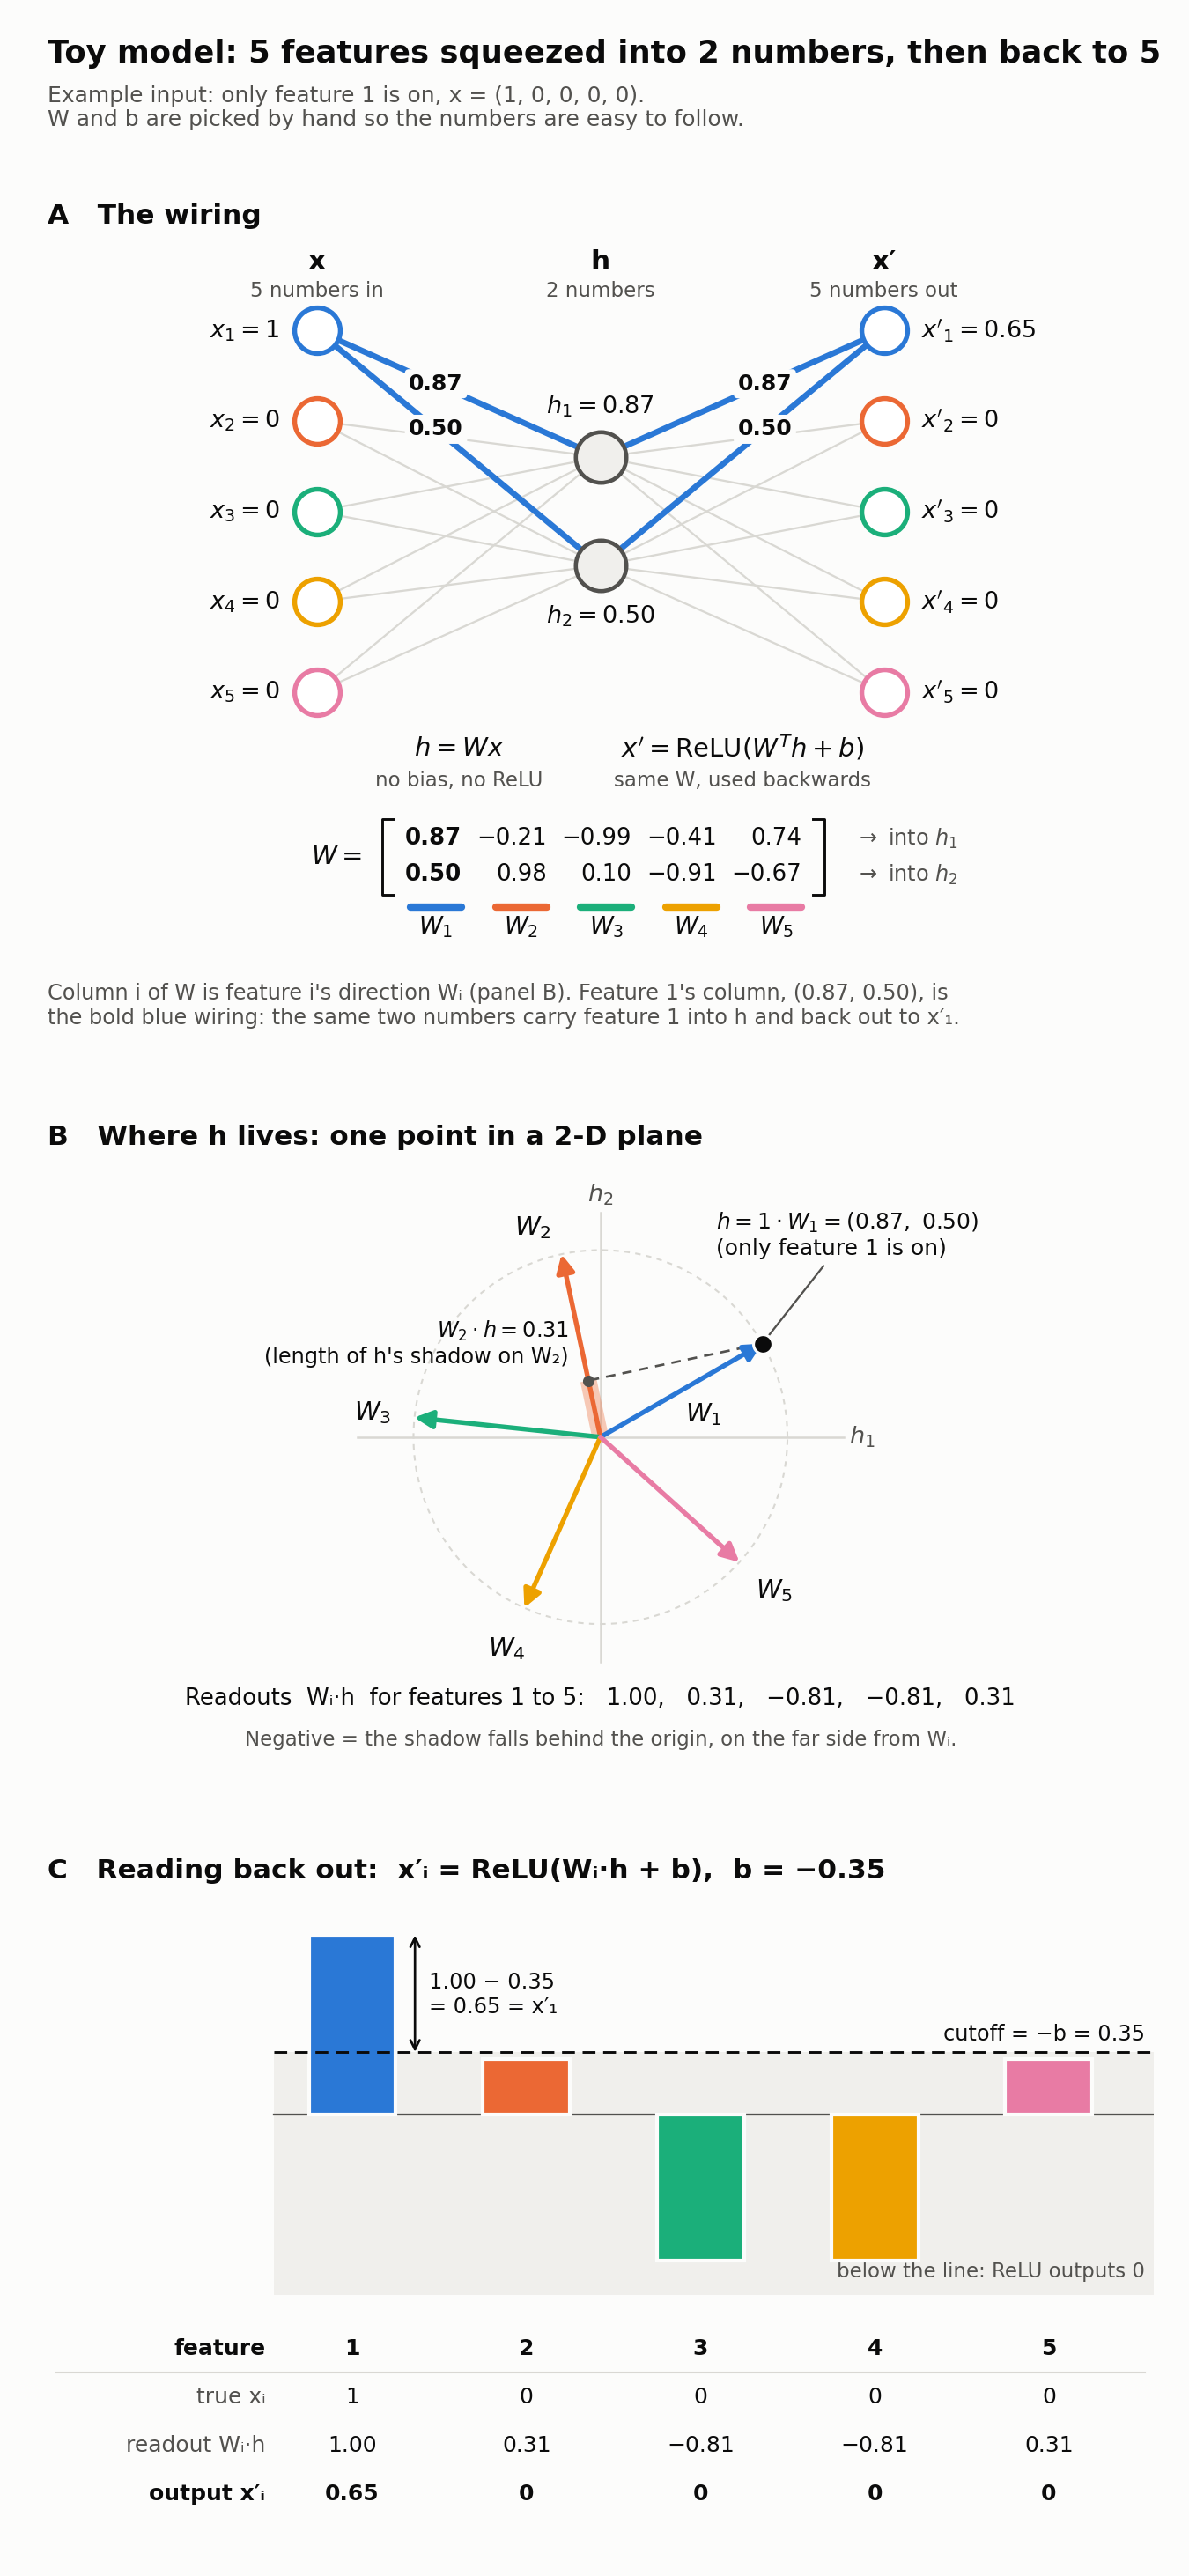 Toy model: 5 features squeezed into 2 numbers, then back to 5
Example input: only feature 1 is on, x = (1, 0, 0, 0, 0).
W and b are picked by hand so the numbers are easy to follow.
A The wiring
x h x′
5 numbers in 2 numbers 5 numbers out
x₁ = 1 x′₁ = 0.65
0.87 0.87
h₁ = 0.87
x₂ = 0 0.50 0.50 x′₂ = 0
x₃ = 0 x′₃ = 0
x₄ = 0 x′₄ = 0
h₂ = 0.50
x₅ = 0 x′₅ = 0
h = Wx x′ = ReLU(Wᵀh + b)
no bias, no ReLU same W, used backwards
0.87 −0.21 −0.99 −0.41 0.74 → into h₁
W =
0.50 0.98 0.10 −0.91 −0.67 → into h₂
W₁ W₂ W₃ W₄ W₅
Column i of W is feature i's direction Wᵢ (panel B). Feature 1's column, (0.87, 0.50), is
the bold blue wiring: the same two numbers carry feature 1 into h and back out to x′₁.
B Where h lives: one point in a 2-D plane
h₂
W₂
h = 1 · W₁ = (0.87, 0.50)
(only feature 1 is on)
W₂ · h = 0.31
(length of h's shadow on W₂)
W₃ W₁
h₁
W₅
W₄
Readouts Wᵢ·h for features 1 to 5: 1.00, 0.31, −0.81, −0.81, 0.31
Negative = the shadow falls behind the origin, on the far side from Wᵢ.
C Reading back out: x′ᵢ = ReLU(Wᵢ·h + b), b = −0.35
1.00 − 0.35
= 0.65 = x′₁
cutoff = −b = 0.35
below the line: ReLU outputs 0
feature 1 2 3 4 5
true xᵢ 1 0 0 0 0
readout Wᵢ·h 1.00 0.31 −0.81 −0.81 0.31
output x′ᵢ 0.65 0 0 0 0